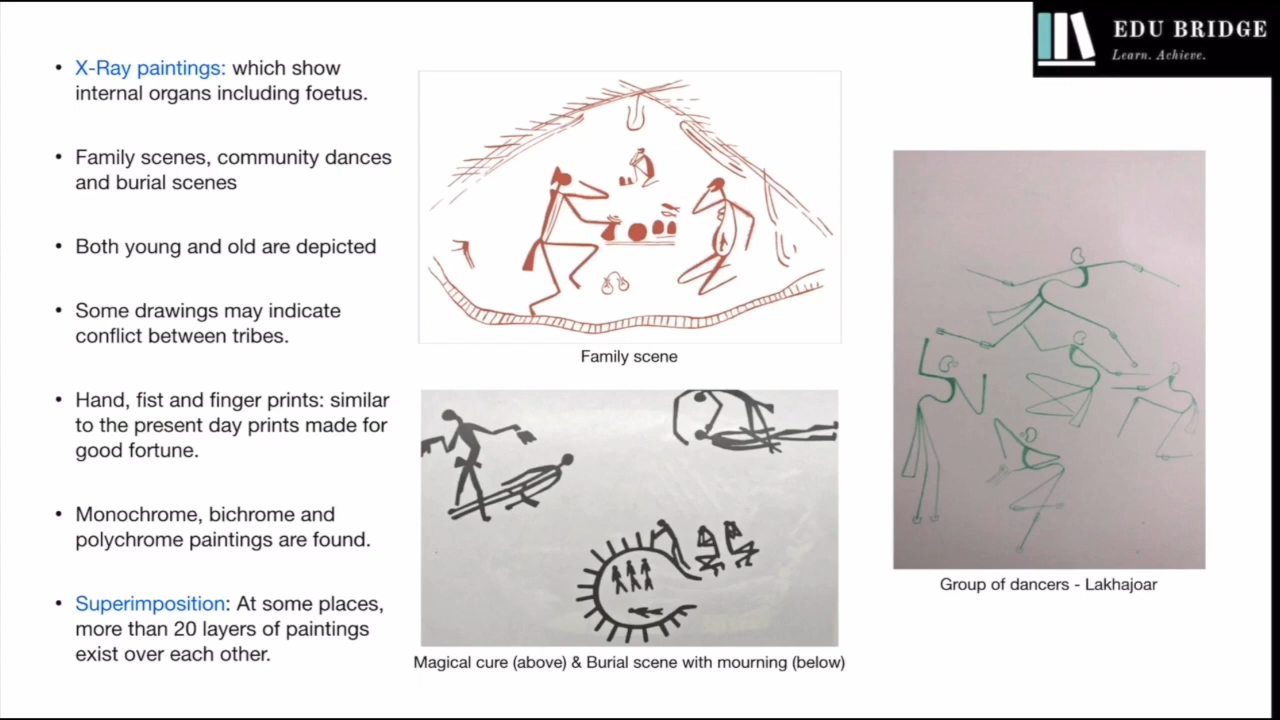 EDU BRIDGE
Learn. Achieve.
• X-Ray paintings: which show
internal organs including foetus.
• Family scenes, community dances
and burial scenes
• Both young and old are depicted
• Some drawings may indicate
conflict between tribes.
• Hand, fist and finger prints: similar
to the present day prints made for
good fortune.
• Monochrome, bichrome and
polychrome paintings are found.
• Superimposition: At some places,
more than 20 layers of paintings
exist over each other.
Family scene
Magical cure (above) & Burial scene with mourning (below)
Group of dancers - Lakhajoar